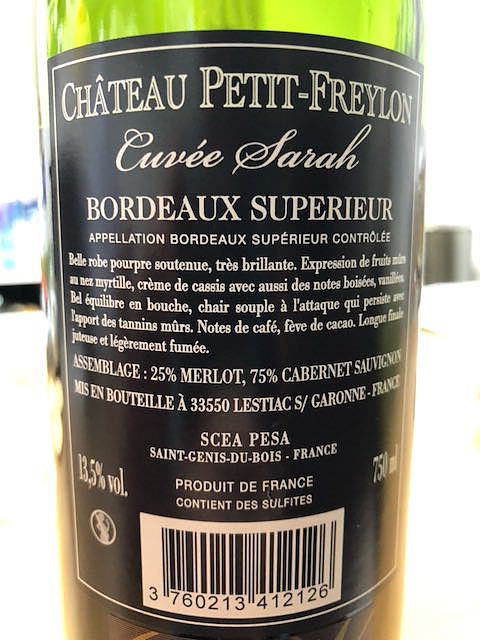 CHÂTEAU PETIT-FREYLON
Cuvée Sarah
BORDEAUX SUPERIEUR
APPELLATION BORDEAUX SUPÉRIEUR CONTRÔLÉE
Belle robe pourpre soutenue, très brillante. Expression de fruits mûrs
au nez myrtille, crème de cassis avec aussi des notes boisées, vanillées.
Bel équilibre en bouche, chair souple à l'attaque qui persiste avec
l'apport des tannins mûrs. Notes de café, fève de cacao. Longue finale
juteuse et légèrement fumée.
ASSEMBLAGE : 25% MERLOT, 75% CABERNET SAUVIGNON
MIS EN BOUTEILLE À 33550 LESTIAC S/ GARONNE - FRANCE
SCEA PESA
SAINT-GENIS-DU-BOIS - FRANCE
13,5% vol.
750 ml
PRODUIT DE FRANCE
CONTIENT DES SULFITES
3 760213 412126